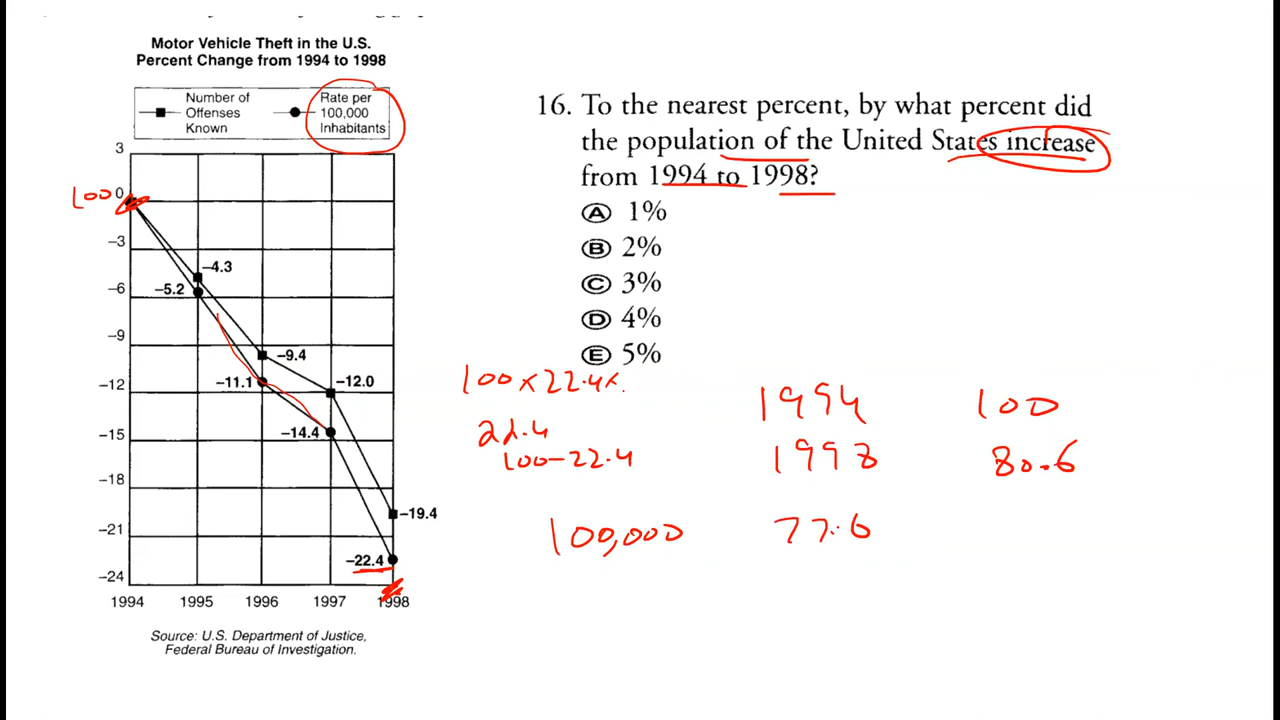 Motor Vehicle Theft in the U.S.
Percent Change from 1994 to 1998
Number of Offenses Known
Rate per 100,000 Inhabitants
3
100
0
-3
-6
-9
-12
-15
-18
-21
-24
-4.3
-5.2
-9.4
-11.1
-12.0
-14.4
-19.4
-22.4
1994 1995 1996 1997 1998
Source: U.S. Department of Justice,
Federal Bureau of Investigation.
16. To the nearest percent, by what percent did
the population of the United States increase
from 1994 to 1998?
A 1%
B 2%
C 3%
D 4%
E 5%
100 × 22.4%
22.4
100-22.4
1994 100
1998 80.6
100,000 77.6